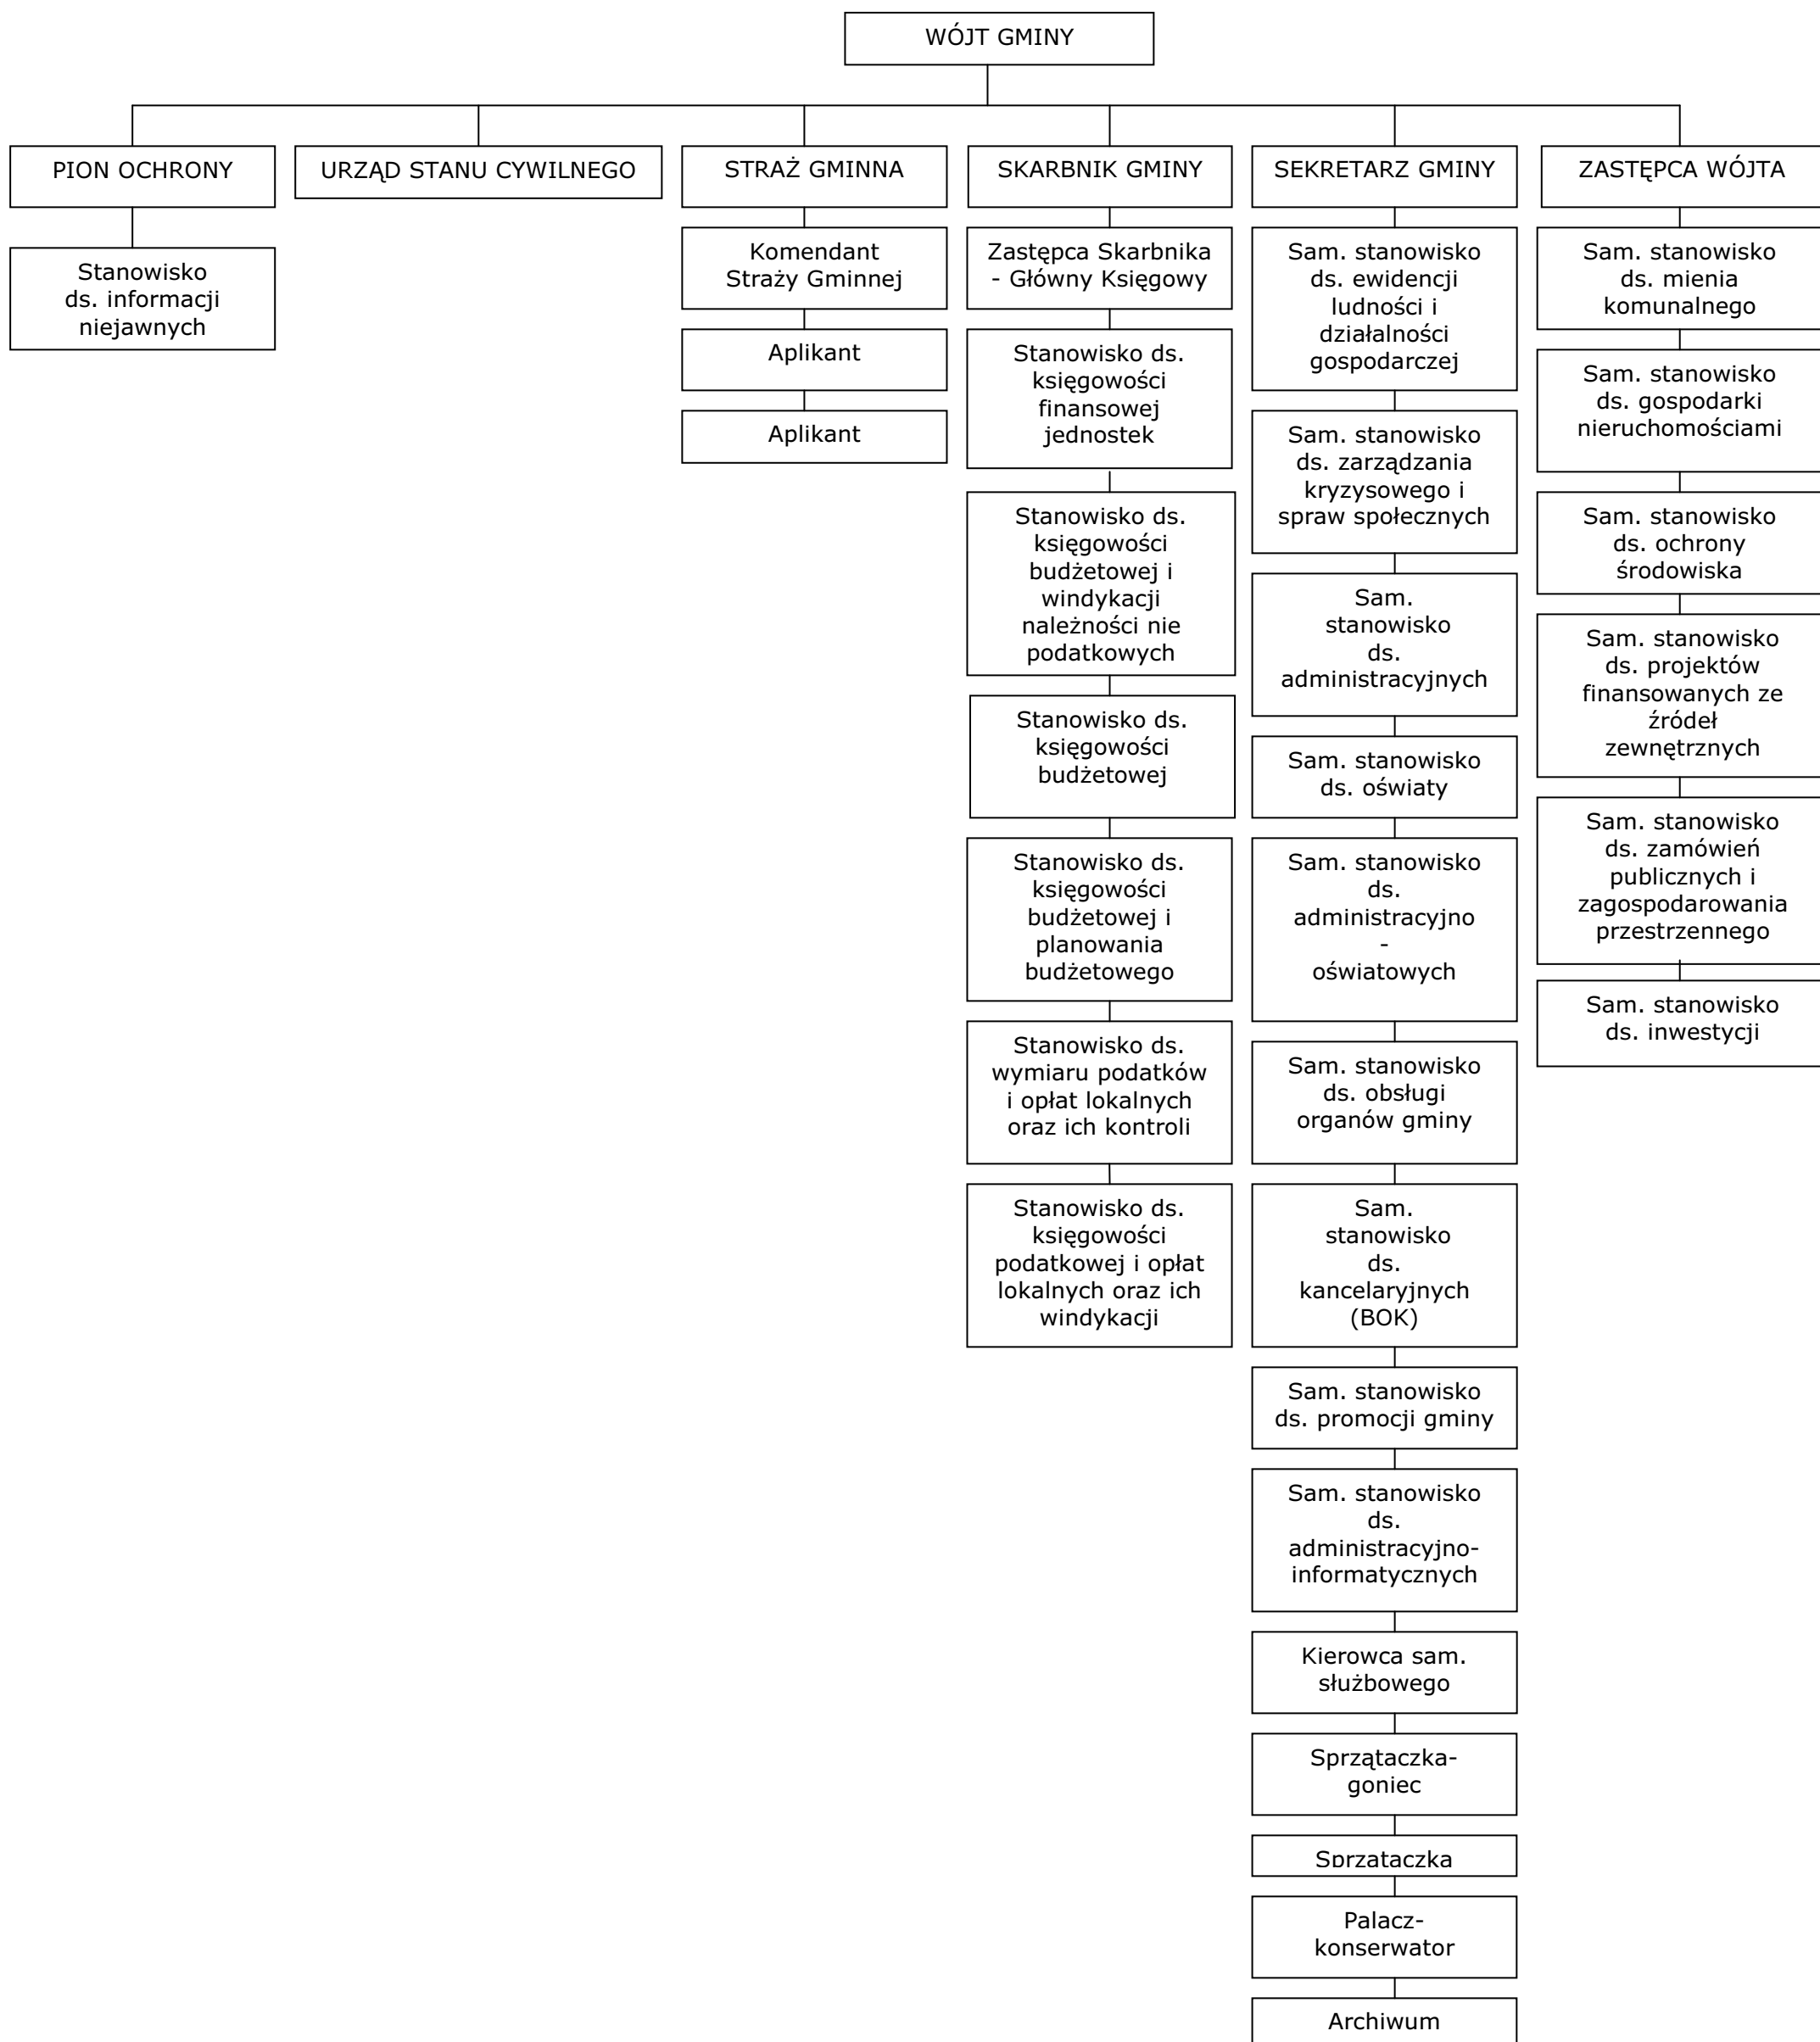 WÓJT GMINY
PION OCHRONY
Stanowisko
ds. informacji
niejawnych
URZĄD STANU CYWILNEGO
STRAŻ GMINNA
Komendant
Straży Gminnej
Aplikant
Aplikant
SKARBNIK GMINY
Zastępca Skarbnika
- Główny Księgowy
Stanowisko ds.
księgowości
finansowej
jednostek
Stanowisko ds.
księgowości
budżetowej i
windykacji
należności nie
podatkowych
Stanowisko ds.
księgowości
budżetowej
Stanowisko ds.
księgowości
budżetowej i
planowania
budżetowego
Stanowisko ds.
wymiaru podatków
i opłat lokalnych
oraz ich kontroli
Stanowisko ds.
księgowości
podatkowej i opłat
lokalnych oraz ich
windykacji
SEKRETARZ GMINY
Sam. stanowisko
ds. ewidencji
ludności i
działalności
gospodarczej
Sam. stanowisko
ds. zarządzania
kryzysowego i
spraw społecznych
Sam.
stanowisko
ds.
administracyjnych
Sam. stanowisko
ds. oświaty
Sam. stanowisko
ds.
administracyjno
-
oświatowych
Sam. stanowisko
ds. obsługi
organów gminy
Sam.
stanowisko
ds.
kancelaryjnych
(BOK)
Sam. stanowisko
ds. promocji gminy
Sam. stanowisko
ds.
administracyjno-
informatycznych
Kierowca sam.
służbowego
Sprzątaczka-
goniec
Sprzątaczka
Palacz-
konserwator
Archiwum
ZASTĘPCA WÓJTA
Sam. stanowisko
ds. mienia
komunalnego
Sam. stanowisko
ds. gospodarki
nieruchomościami
Sam. stanowisko
ds. ochrony
środowiska
Sam. stanowisko
ds. projektów
finansowanych ze
źródeł
zewnętrznych
Sam. stanowisko
ds. zamówień
publicznych i
zagospodarowania
przestrzennego
Sam. stanowisko
ds. inwestycji